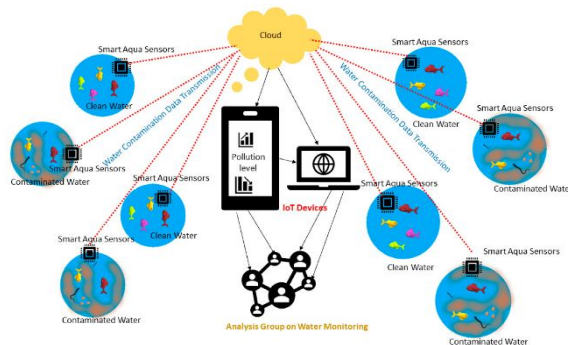 Cloud
Smart Aqua Sensors
Clean Water
Water Contamination Data Transmission
Smart Aqua Sensors
Contaminated Water
Smart Aqua Sensors
Clean Water
Smart Aqua Sensors
Contaminated Water
Pollution
level
IoT Devices
Analysis Group on Water Monitoring
Smart Aqua Sensors
Clean Water
Water Contamination Data Transmission
Smart Aqua Sensors
Contaminated Water
Smart Aqua Sensors
Clean Water
Smart Aqua Sensors
Contaminated Water